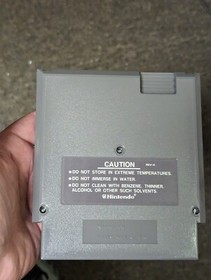 CAUTION REV-A
●DO NOT STORE IN EXTREME TEMPERATURES.
●DO NOT IMMERSE IN WATER.
●DO NOT CLEAN WITH BENZENE, THINNER,
ALCOHOL OR OTHER SUCH SOLVENTS.
Nintendo